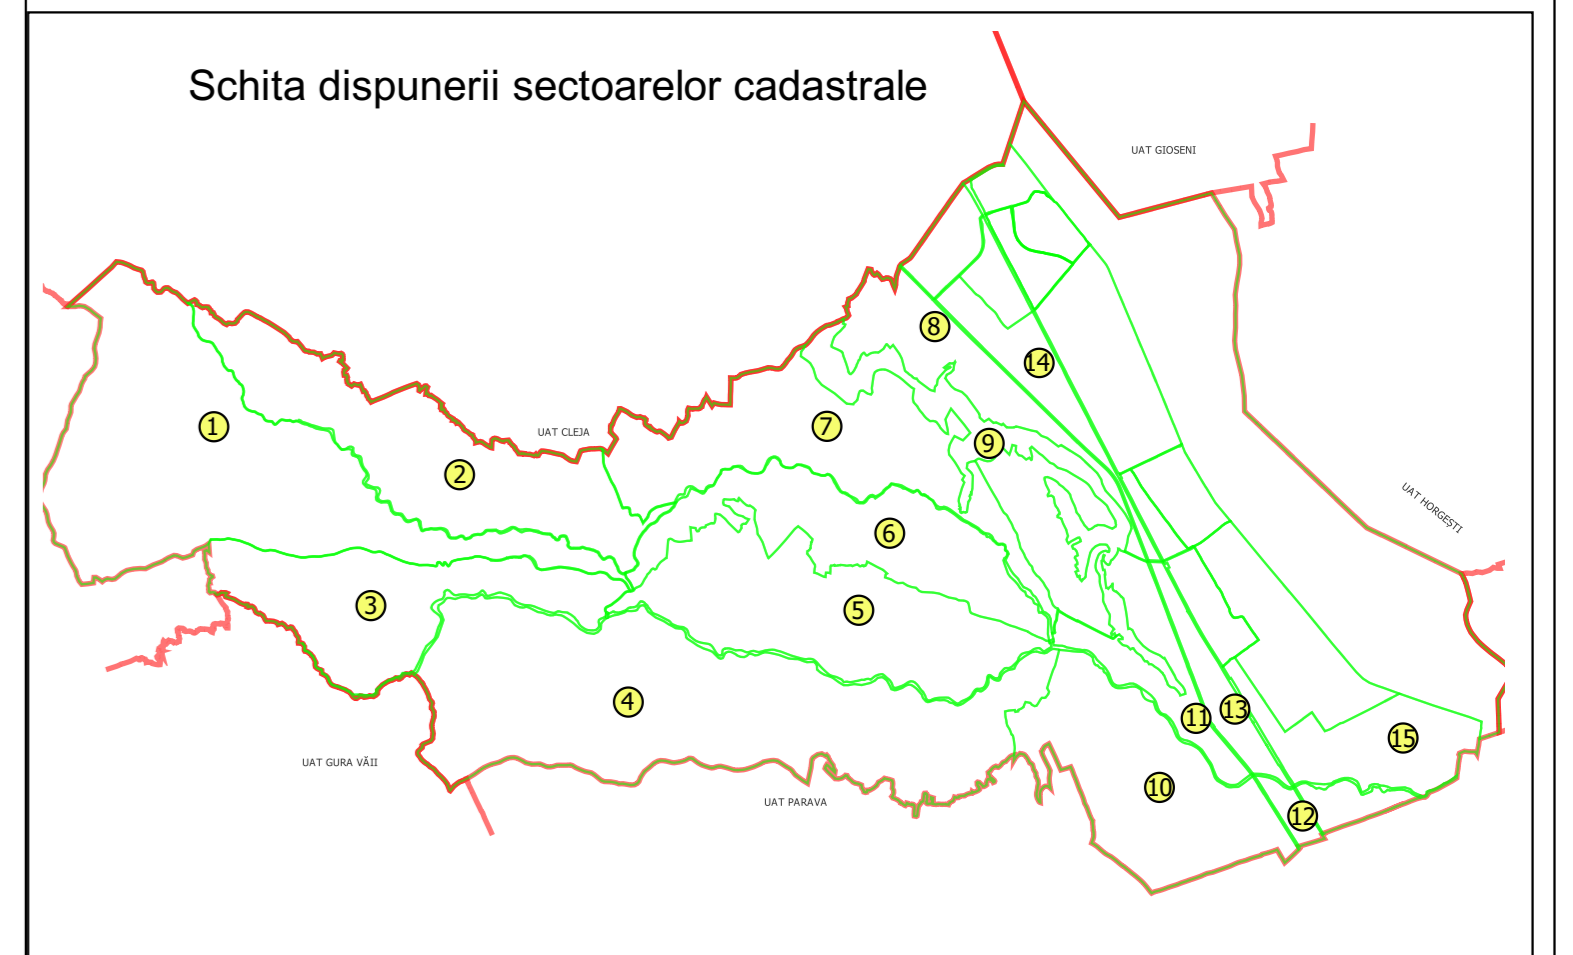 Schita dispunerii sectoarelor cadastrale
UAT GIOSENI
8
14
1
UAT CLEJA
7
9
2
UAT HORGEȘTI
6
3
5
4
11
13
15
UAT GURA VĂII
10
UAT PARAVA
12